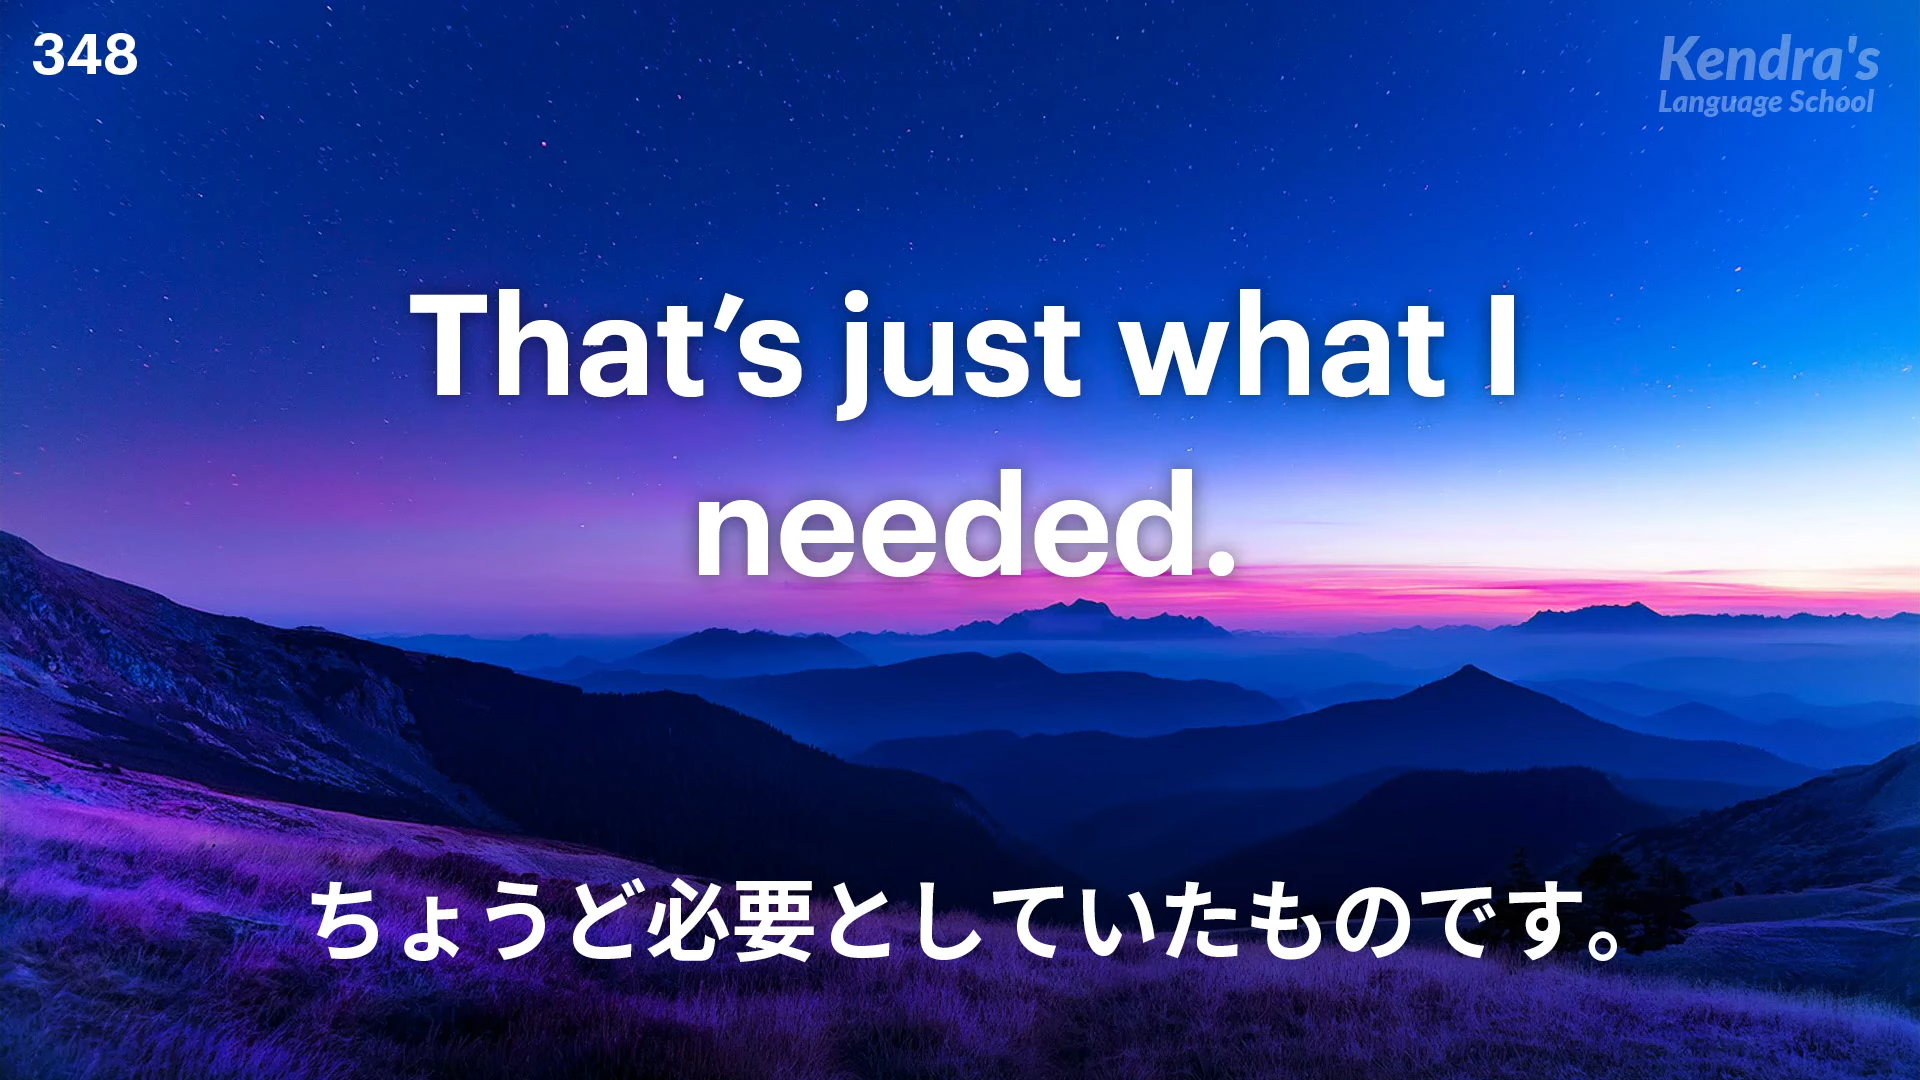 348
Kendra's
Language School
That’s just what I
needed.
ちょうど必要としていたものです。